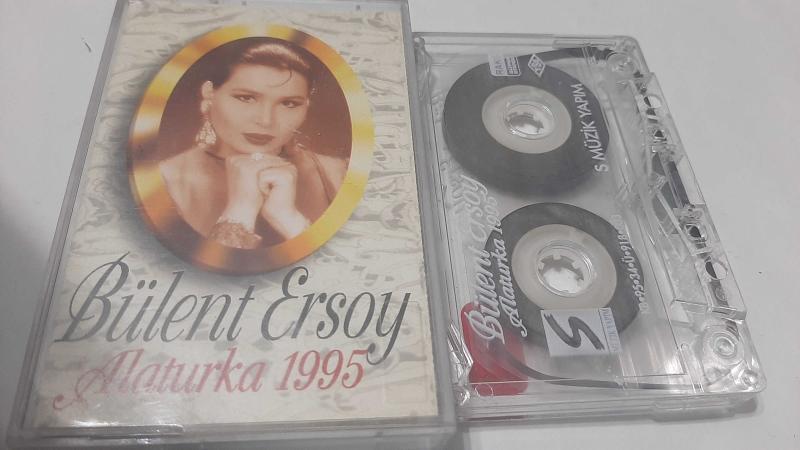 Bülent Ersoy
Alaturka 1995
S MÜZİK YAPIM
Bülent Ersoy
Alaturka 1995
S